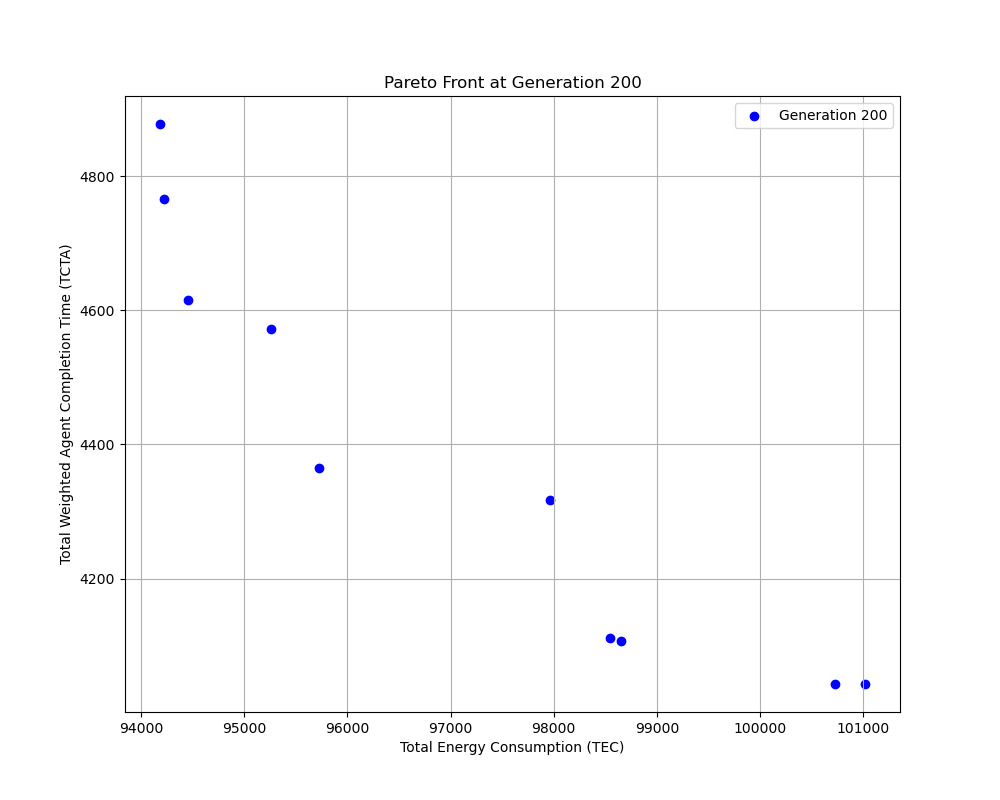 Pareto Front at Generation 200
Generation 200
Total Weighted Agent Completion Time (TCTA)
4800
4600
4400
4200
94000 95000 96000 97000 98000 99000 100000 101000
Total Energy Consumption (TEC)